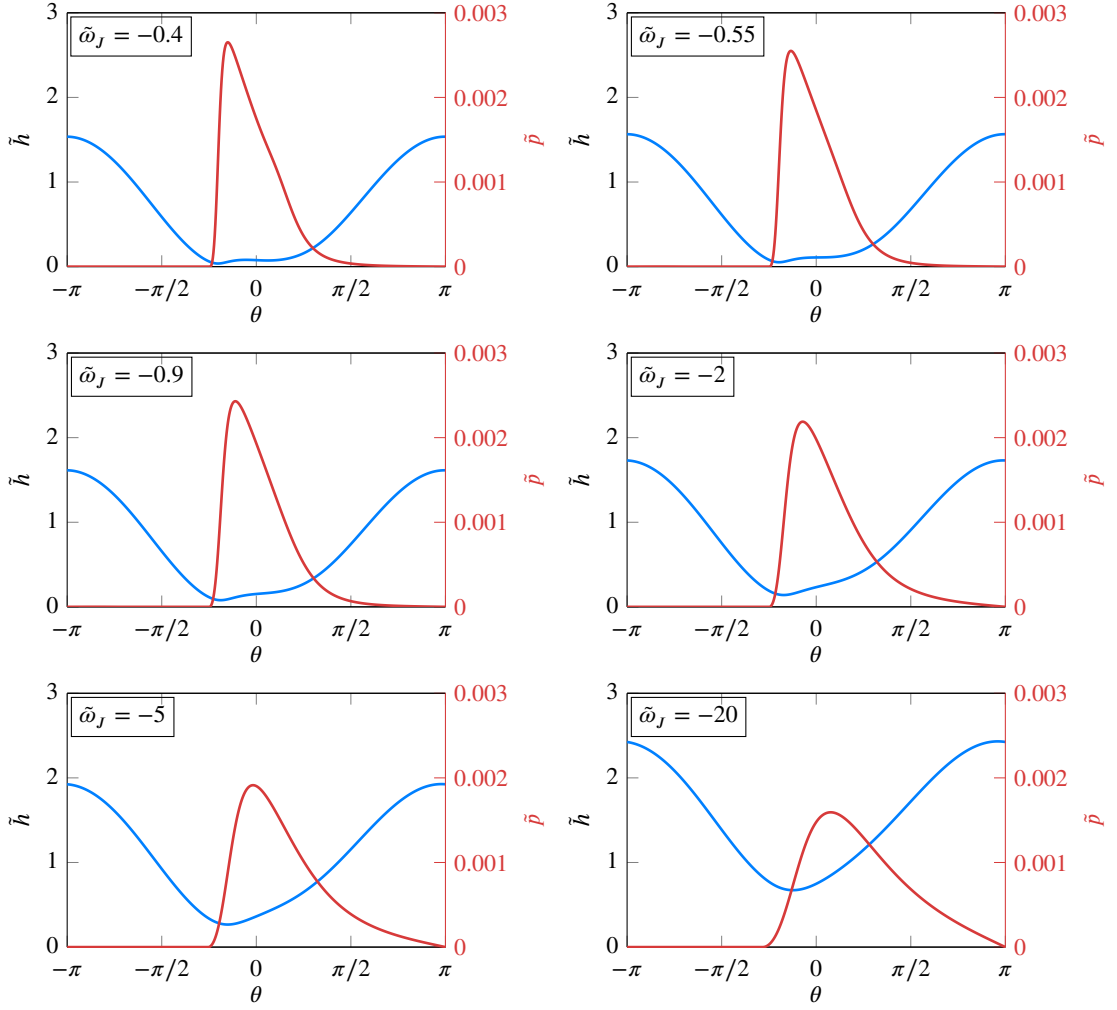 ω̃_J = −0.4
3
2
1
0
h̃
−π
−π/2
0
π/2
π
θ
0.003
0.002
0.001
0
p̃
ω̃_J = −0.55
3
2
1
0
h̃
−π
−π/2
0
π/2
π
θ
0.003
0.002
0.001
0
p̃
ω̃_J = −0.9
3
2
1
0
h̃
−π
−π/2
0
π/2
π
θ
0.003
0.002
0.001
0
p̃
ω̃_J = −2
3
2
1
0
h̃
−π
−π/2
0
π/2
π
θ
0.003
0.002
0.001
0
p̃
ω̃_J = −5
3
2
1
0
h̃
−π
−π/2
0
π/2
π
θ
0.003
0.002
0.001
0
p̃
ω̃_J = −20
3
2
1
0
h̃
−π
−π/2
0
π/2
π
θ
0.003
0.002
0.001
0
p̃